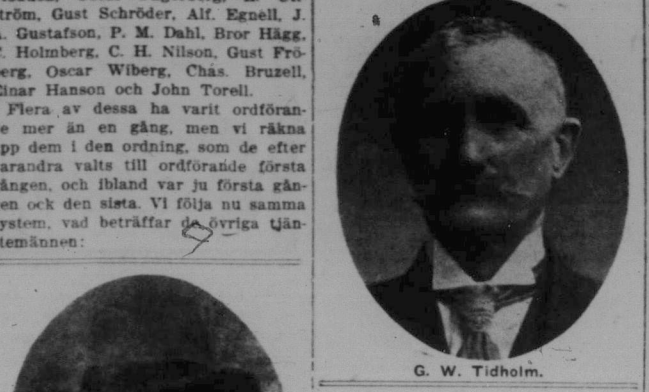 ström, Gust Schröder, Alf. Egnell, J.
A. Gustafson, P. M. Dahl, Bror Hägg,
F. Holmberg, C. H. Nilson, Gust Frö-
berg, Oscar Wiberg, Chas. Bruzell,
Einar Hanson och John Torell.
Flera av dessa ha varit ordföran-
de mer än en gång, men vi räkna
upp dem i den ordning, som de efter
varandra valts till ordförande första
gången, och ibland var ju första gån-
gen ock den sista. Vi följa nu samma
system, vad beträffar de övriga tjän-
stemännen:
G. W. Tidholm.